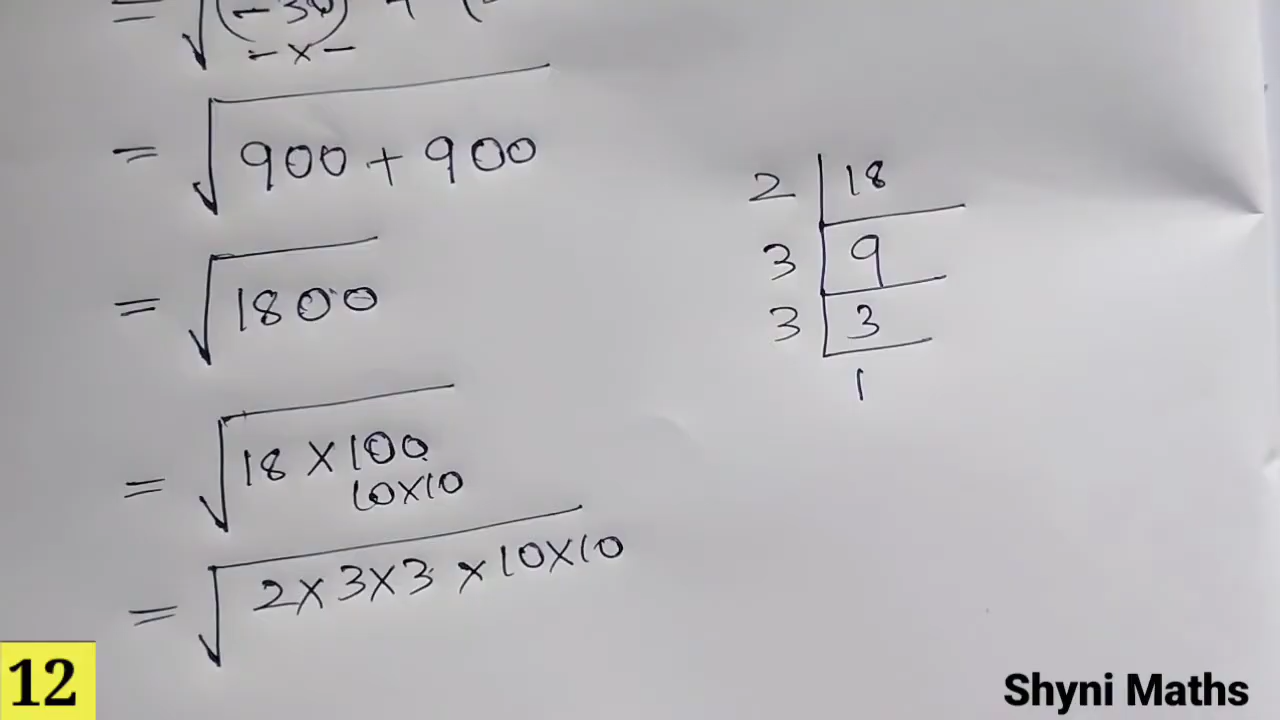 = √(-30) +
- x -
= √900 + 900
= √1800
= √18 × 100
10×10
= √2×3×3 ×10×10
2 | 18
3 | 9
3 | 3
1
12
Shyni Maths